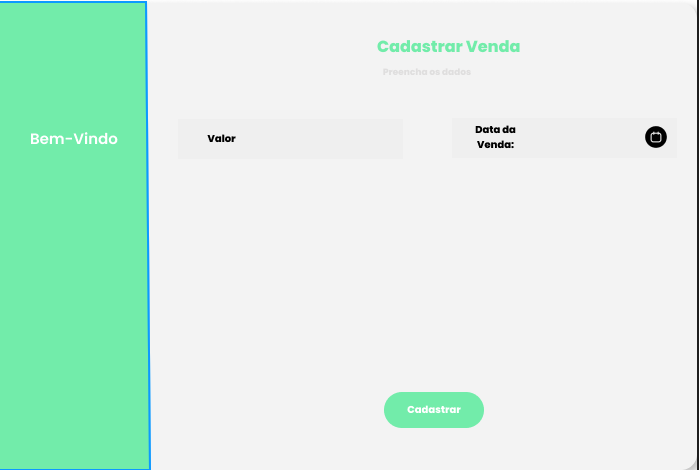 Cadastrar Venda
Preencha os dados
Bem-Vindo
Valor
Data da
Venda:
Cadastrar